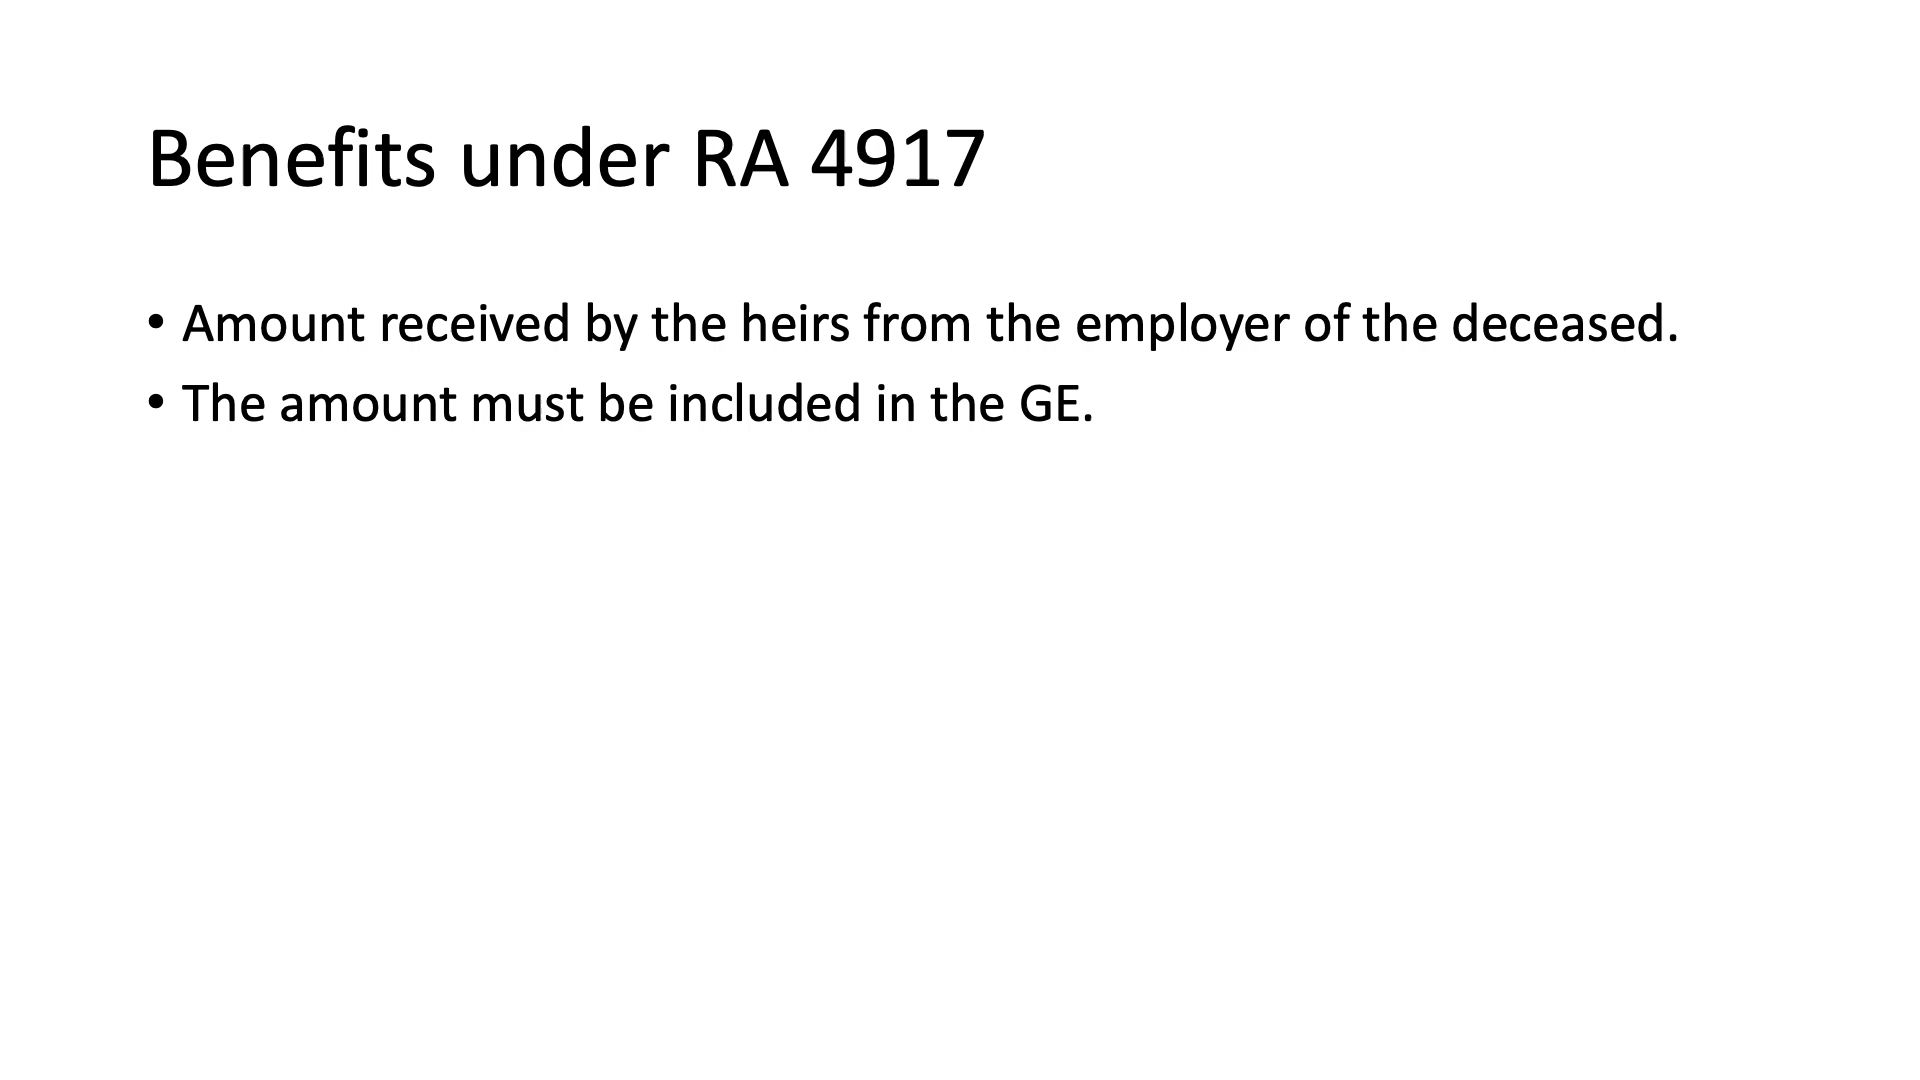 Benefits under RA 4917
• Amount received by the heirs from the employer of the deceased.
• The amount must be included in the GE.